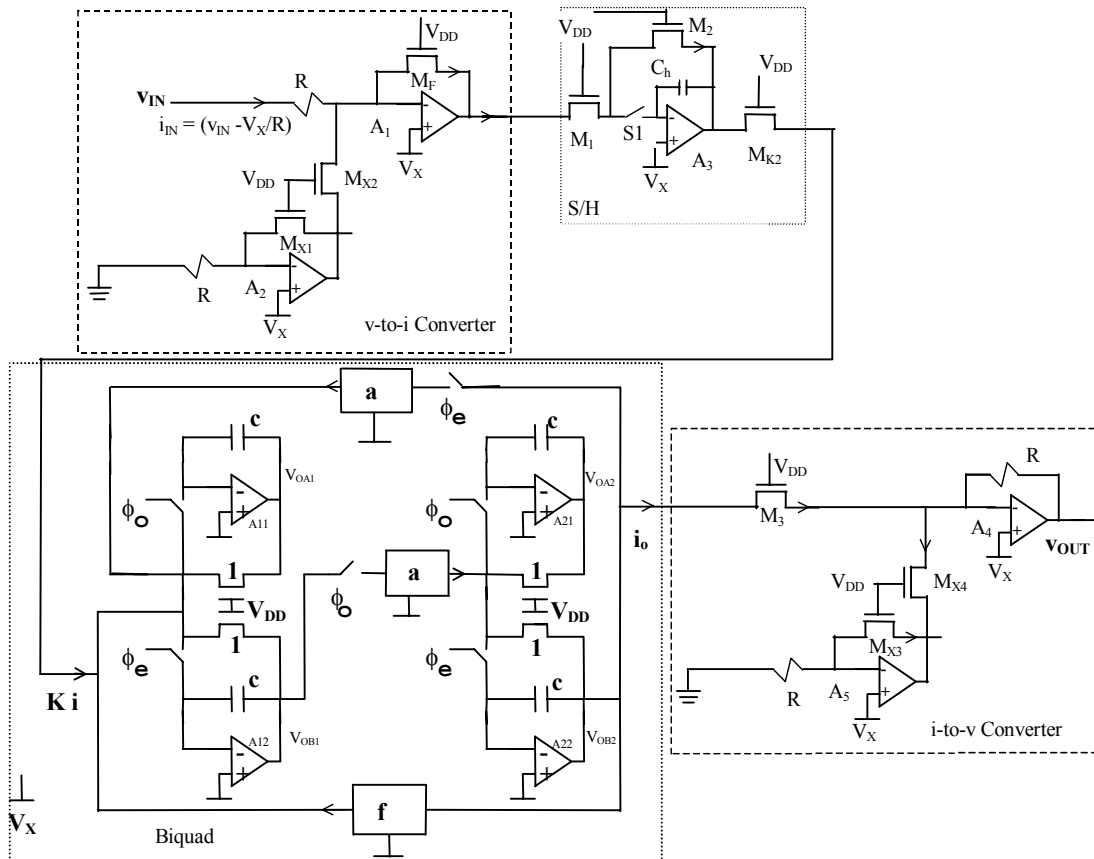 V_DD
M_F
R
v_IN
i_IN = (v_IN -V_X/R)
A_1
-
+
V_X
V_DD
M_X2
M_X1
R
A_2
-
+
V_X
v-to-i Converter
V_DD
M_2
C_h
V_DD
M_1
S1
-
+
A_3
M_K2
V_X
S/H
a
ϕ_e
c
c
V_OA1
V_OA2
-
+
A11
-
+
A21
ϕ_o
ϕ_o
1
a
1
ϕ_o
V_DD
V_DD
1
1
ϕ_e
ϕ_e
c
c
K i
A12
-
+
V_OB1
A22
-
+
V_OB2
V_X
f
Biquad
i_o
V_DD
M_3
R
A_4
-
+
v_OUT
V_X
V_DD
M_X4
M_X3
R
A_5
-
+
V_X
i-to-v Converter